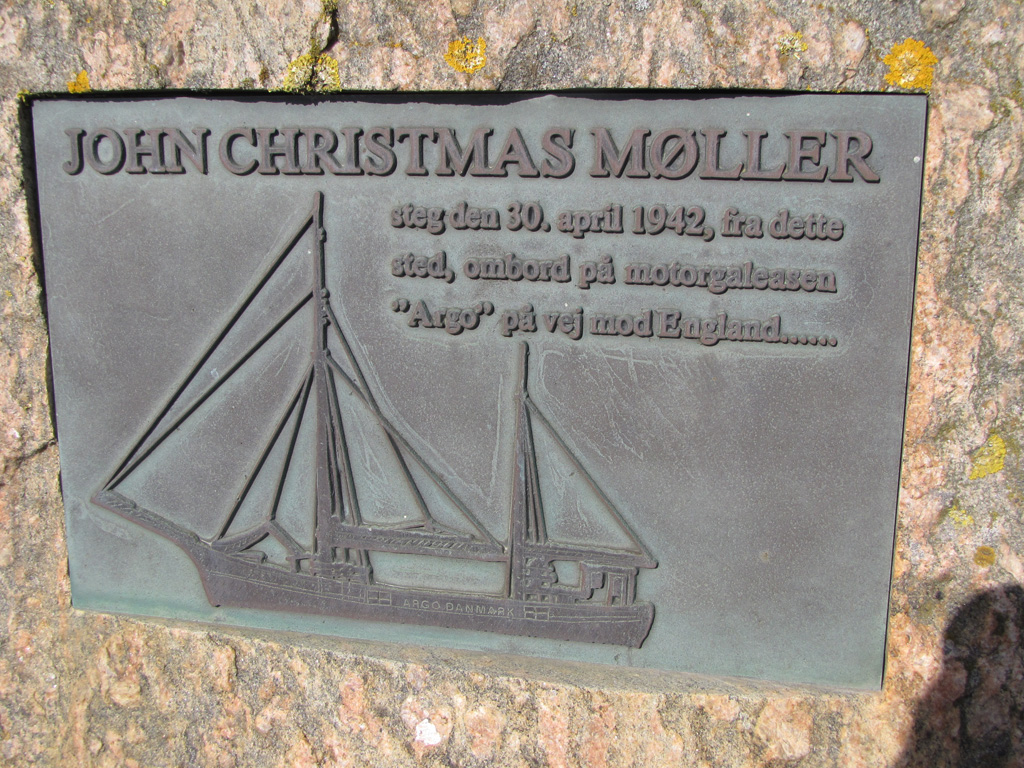 JOHN CHRISTMAS MØLLER
steg den 30. april 1942, fra dette
sted, ombord på motorgaleasen
"Argo" på vej mod England......
ARGO DANMARK